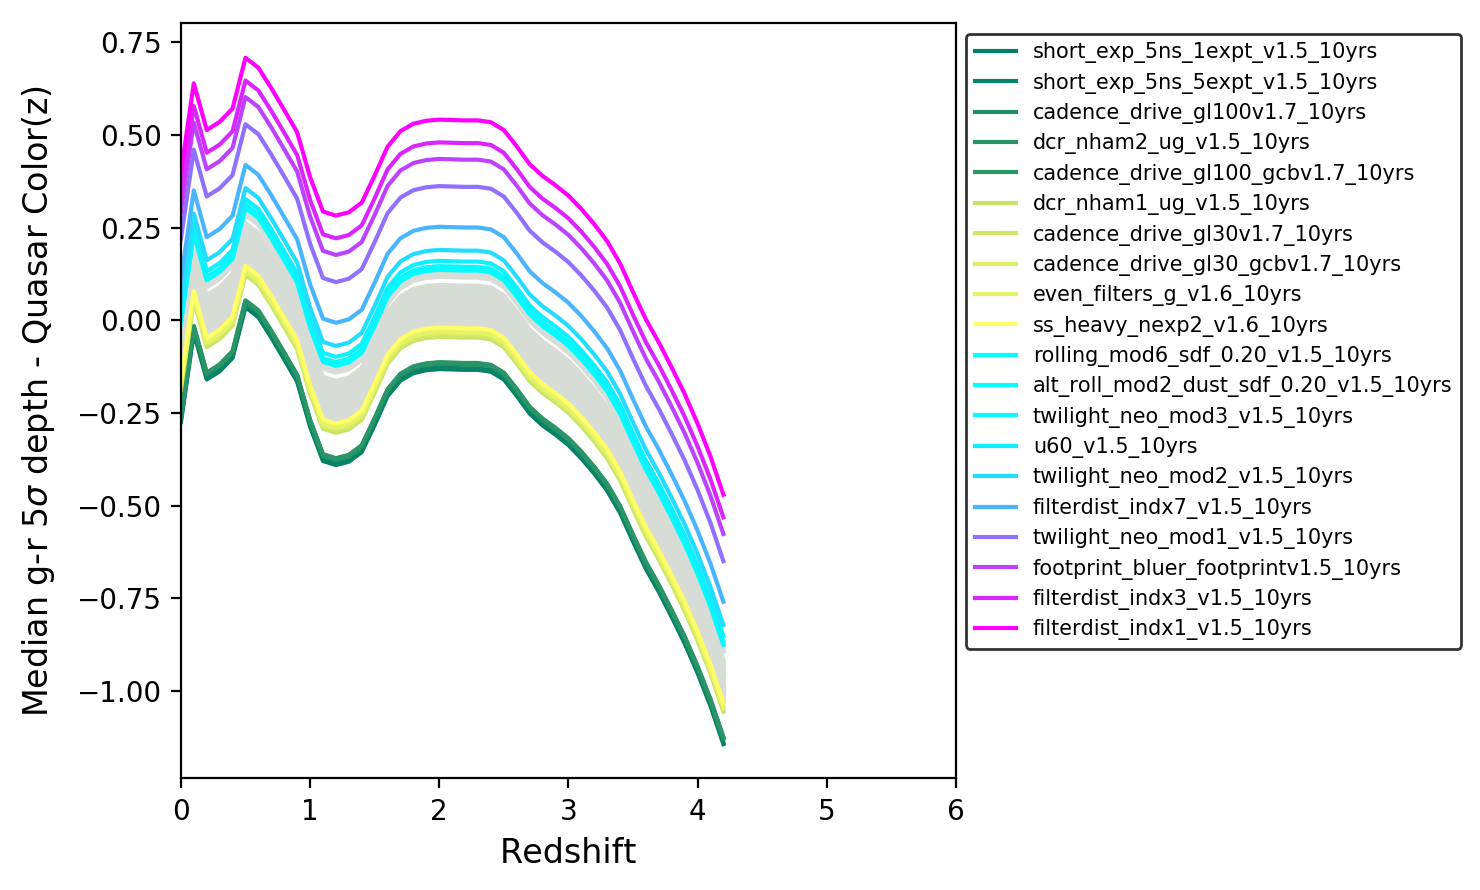 0.75
0.50
0.25
0.00
−0.25
−0.50
−0.75
−1.00
Median g-r 5σ depth - Quasar Color(z)
0 1 2 3 4 5 6
Redshift
short_exp_5ns_1expt_v1.5_10yrs
short_exp_5ns_5expt_v1.5_10yrs
cadence_drive_gl100v1.7_10yrs
dcr_nham2_ug_v1.5_10yrs
cadence_drive_gl100_gcbv1.7_10yrs
dcr_nham1_ug_v1.5_10yrs
cadence_drive_gl30v1.7_10yrs
cadence_drive_gl30_gcbv1.7_10yrs
even_filters_g_v1.6_10yrs
ss_heavy_nexp2_v1.6_10yrs
rolling_mod6_sdf_0.20_v1.5_10yrs
alt_roll_mod2_dust_sdf_0.20_v1.5_10yrs
twilight_neo_mod3_v1.5_10yrs
u60_v1.5_10yrs
twilight_neo_mod2_v1.5_10yrs
filterdist_indx7_v1.5_10yrs
twilight_neo_mod1_v1.5_10yrs
footprint_bluer_footprintv1.5_10yrs
filterdist_indx3_v1.5_10yrs
filterdist_indx1_v1.5_10yrs